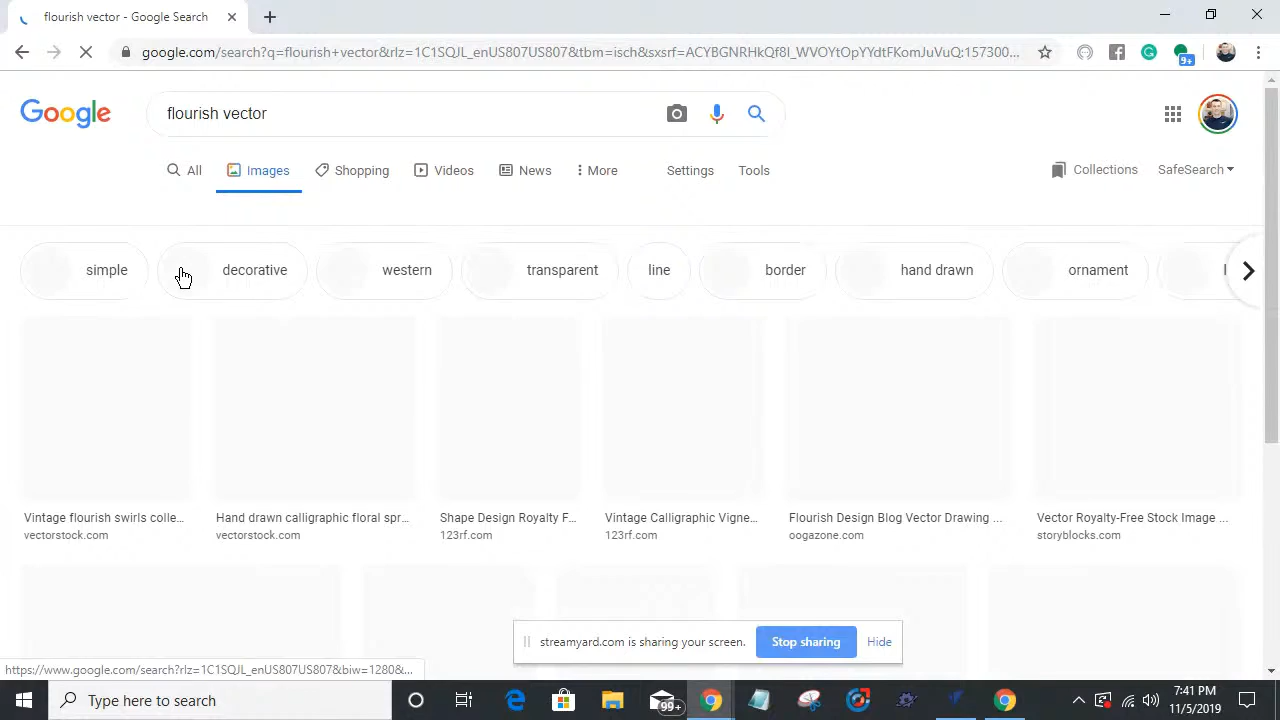 flourish vector - Google Search
google.com/search?q=flourish+vector&rlz=1C1SQJL_enUS807US807&tbm=isch&sxsrf=ACYBGNRHkQf8I_WVOYtOpYYdtFKomJuVuQ:157300...
9+
Google
flourish vector
All Images Shopping Videos News More Settings Tools
Collections SafeSearch
simple decorative western transparent line border hand drawn ornament
Vintage flourish swirls colle... Hand drawn calligraphic floral spr... Shape Design Royalty F... Vintage Calligraphic Vigne... Flourish Design Blog Vector Drawing ... Vector Royalty-Free Stock Image ...
vectorstock.com vectorstock.com 123rf.com 123rf.com oogazone.com storyblocks.com
streamyard.com is sharing your screen. Stop sharing Hide
https://www.google.com/search?rlz=1C1SQJL_enUS807US807&biw=1280&...
Type here to search
99+
7:41 PM
11/5/2019